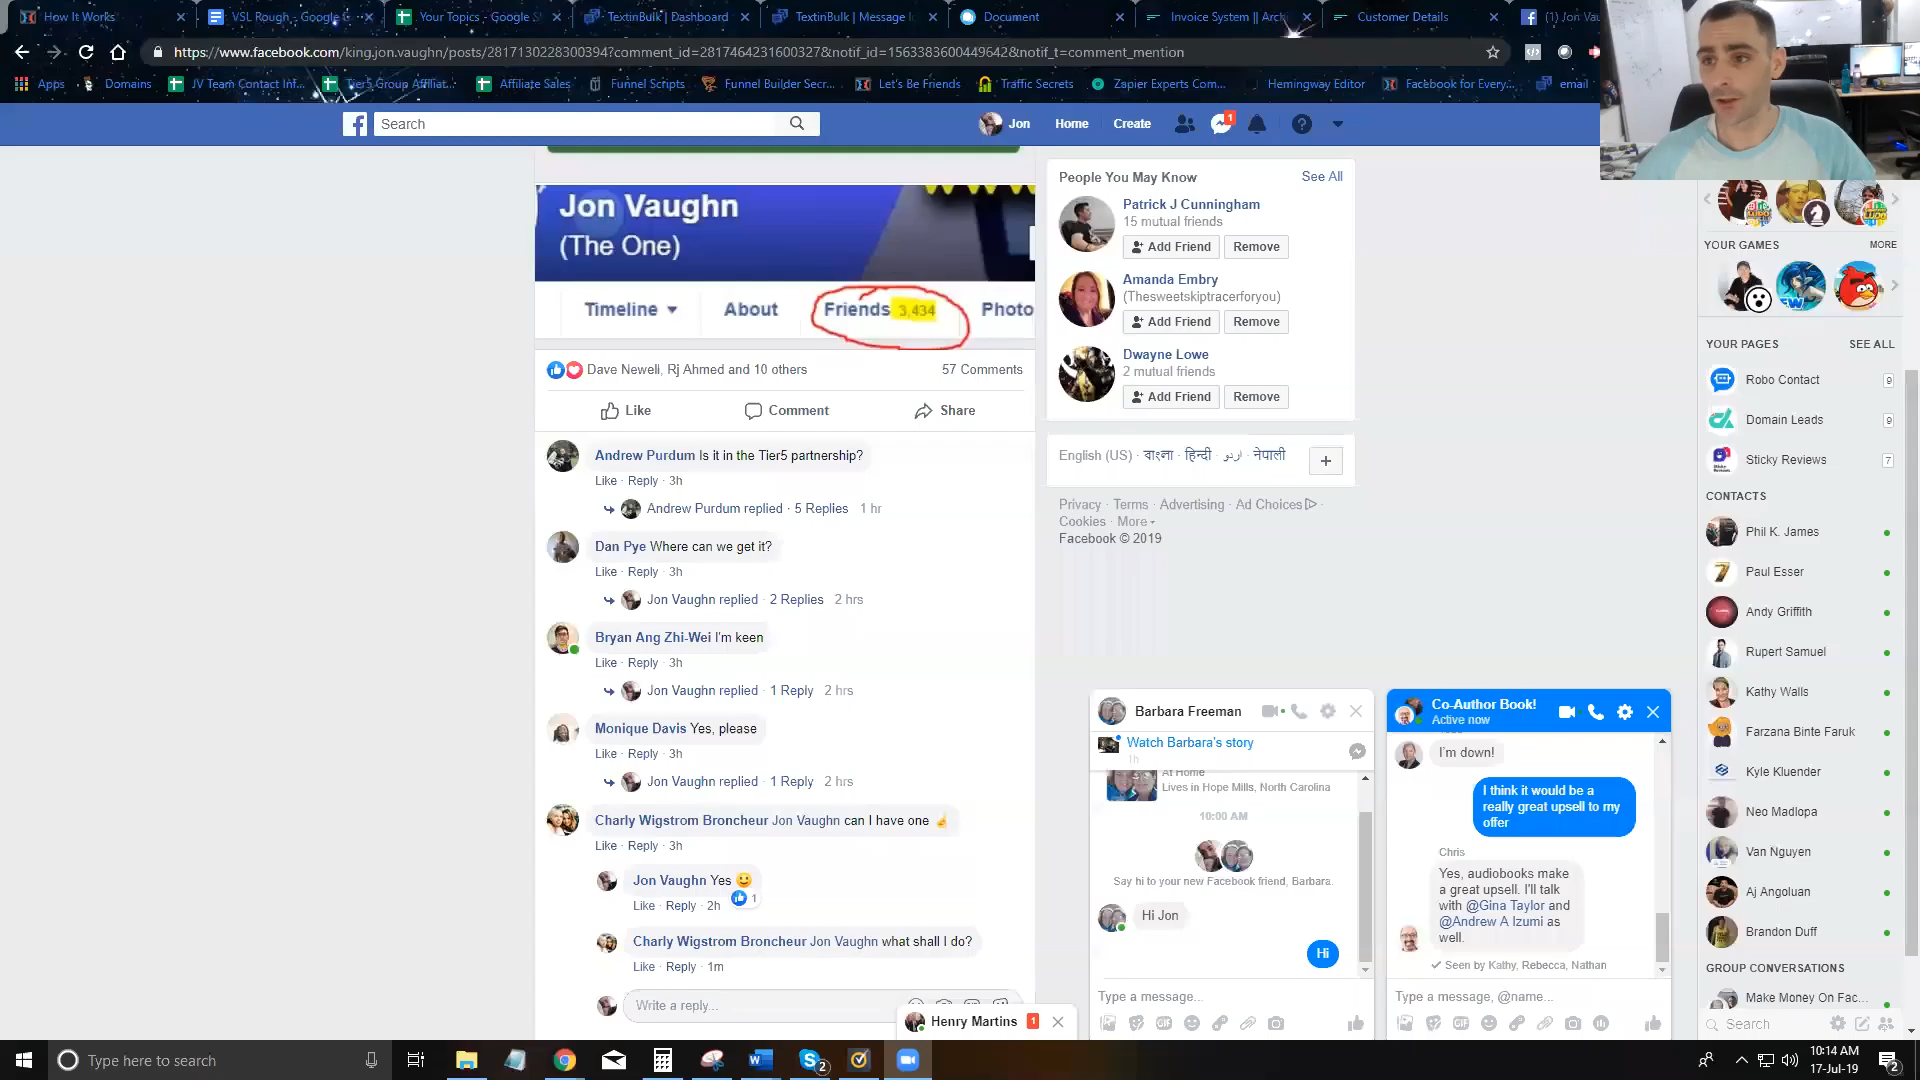 How It Works
VSL Rough - Google
Your Topics - Google S
TextinBulk | Dashboard
TextinBulk | Message
Document
Invoice System || Arch
Customer Details
(1) Jon Vau
https://www.facebook.com/king.jon.vaughn/posts/2817130228300394?comment_id=2817464231600327&notif_id=1563383600449642&notif_t=comment_mention
Apps
Domains
JV Team Contact Inf...
Tier5 Group Affiliat...
Affiliate Sales
Funnel Scripts
Funnel Builder Secr...
Let's Be Friends
Traffic Secrets
Zapier Experts Com...
Hemingway Editor
Facebook for Every...
email
Search
Jon
Home
Create
1
Jon Vaughn
(The One)
Timeline
About
Friends 3,434
Photo
Dave Newell, Rj Ahmed and 10 others
57 Comments
Like
Comment
Share
Andrew Purdum Is it in the Tier5 partnership?
Like · Reply · 3h
Andrew Purdum replied · 5 Replies 1 hr
Dan Pye Where can we get it?
Like · Reply · 3h
Jon Vaughn replied · 2 Replies 2 hrs
Bryan Ang Zhi-Wei I'm keen
Like · Reply · 3h
Jon Vaughn replied · 1 Reply 2 hrs
Monique Davis Yes, please
Like · Reply · 3h
Jon Vaughn replied · 1 Reply 2 hrs
Charly Wigstrom Broncheur Jon Vaughn can I have one
Like · Reply · 3h
Jon Vaughn Yes
Like · Reply · 2h
1
Charly Wigstrom Broncheur Jon Vaughn what shall I do?
Like · Reply · 1m
Write a reply...
People You May Know
See All
Patrick J Cunningham
15 mutual friends
Add Friend
Remove
Amanda Embry
(Thesweetskiptracerforyou)
Add Friend
Remove
Dwayne Lowe
2 mutual friends
Add Friend
Remove
English (US) · বাংলা · हिन्दी · اردو · नेपाली
Privacy · Terms · Advertising · Ad Choices ·
Cookies · More
Facebook © 2019
Barbara Freeman
Watch Barbara's story
1h
At Home
Lives in Hope Mills, North Carolina
10:00 AM
Say hi to your new Facebook friend, Barbara.
Hi Jon
Hi
Type a message...
GIF
Henry Martins 1
Co-Author Book!
Active now
I'm down!
I think it would be a
really great upsell to my
offer
Chris
Yes, audiobooks make
a great upsell. I'll talk
with @Gina Taylor and
@Andrew A Izumi as
well.
Seen by Kathy, Rebecca, Nathan
Type a message, @name...
GIF
YOUR GAMES
MORE
YOUR PAGES
SEE ALL
Robo Contact
9
Domain Leads
9
Sticky Reviews
7
CONTACTS
Phil K. James
Paul Esser
Andy Griffith
Rupert Samuel
Kathy Walls
Farzana Binte Faruk
Kyle Kluender
Neo Madlopa
Van Nguyen
Aj Angoluan
Brandon Duff
GROUP CONVERSATIONS
Make Money On Fac...
Search
Type here to search
2
10:14 AM
17-Jul-19
2